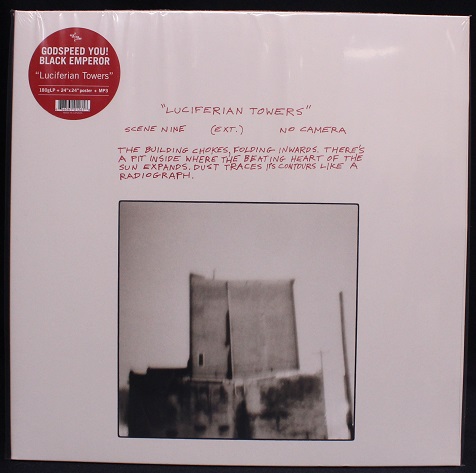 GODSPEED YOU!
BLACK EMPEROR
"Luciferian Towers"
180gLP + 24"x24" poster + MP3
"LUCIFERIAN TOWERS"
SCENE NINE (EXT.) NO CAMERA
THE BUILDING CHOKES, FOLDING INWARDS. THERE'S
A PIT INSIDE WHERE THE BEATING HEART OF THE
SUN EXPANDS. DUST TRACES ITS CONTOURS LIKE A
RADIOGRAPH.